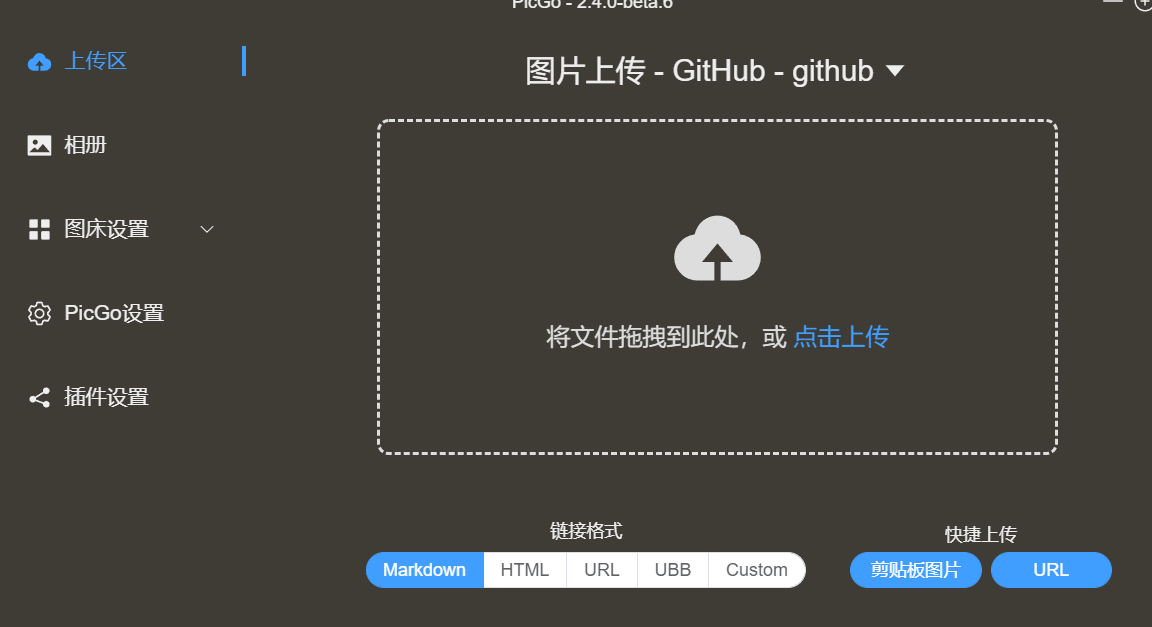 PicGo - 2.4.0-beta.6
上传区
相册
图床设置
PicGo设置
插件设置
图片上传 - GitHub - github
将文件拖拽到此处，或 点击上传
链接格式
Markdown HTML URL UBB Custom
快捷上传
剪贴板图片 URL